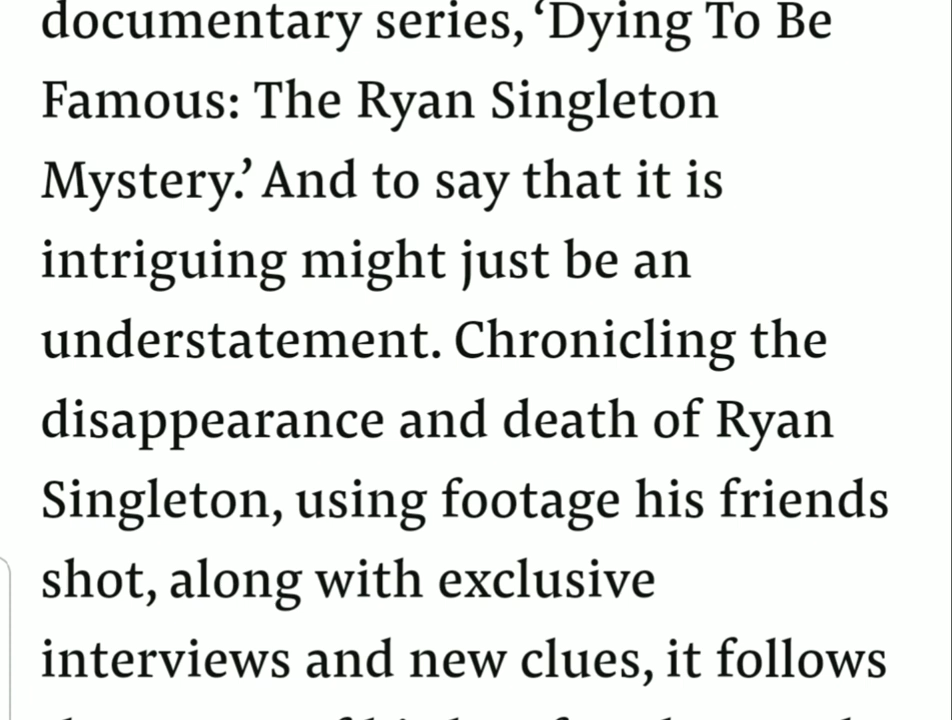 documentary series, ‘Dying To Be
Famous: The Ryan Singleton
Mystery.’ And to say that it is
intriguing might just be an
understatement. Chronicling the
disappearance and death of Ryan
Singleton, using footage his friends
shot, along with exclusive
interviews and new clues, it follows